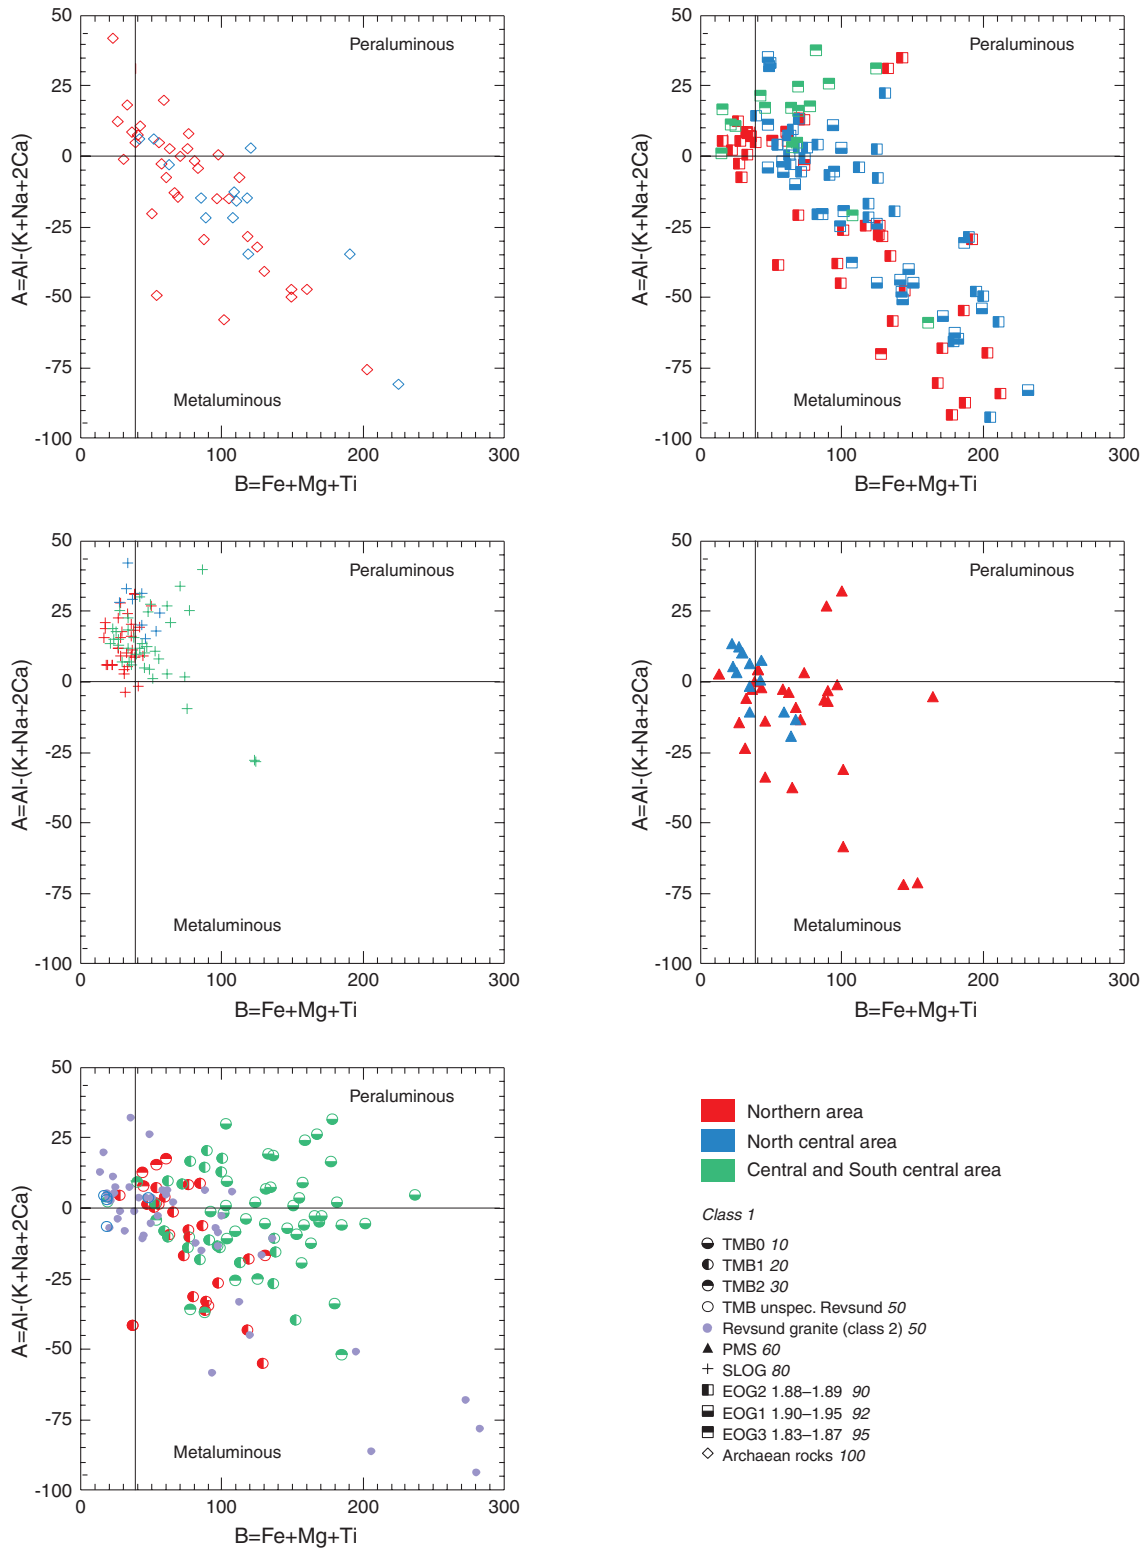 50
25
0
-25
-50
-75
-100
A=Al-(K+Na+2Ca)
Peraluminous
Metaluminous
0 100 200 300
B=Fe+Mg+Ti
50
25
0
-25
-50
-75
-100
A=Al-(K+Na+2Ca)
Peraluminous
Metaluminous
0 100 200 300
B=Fe+Mg+Ti
50
25
0
-25
-50
-75
-100
A=Al-(K+Na+2Ca)
Peraluminous
Metaluminous
0 100 200 300
B=Fe+Mg+Ti
50
25
0
-25
-50
-75
-100
A=Al-(K+Na+2Ca)
Peraluminous
Metaluminous
0 100 200 300
B=Fe+Mg+Ti
50
25
0
-25
-50
-75
-100
A=Al-(K+Na+2Ca)
Peraluminous
Metaluminous
0 100 200 300
B=Fe+Mg+Ti
Northern area
North central area
Central and South central area
Class 1
TMB0 10
TMB1 20
TMB2 30
TMB unspec. Revsund 50
Revsund granite (class 2) 50
PMS 60
SLOG 80
EOG2 1.88–1.89 90
EOG1 1.90–1.95 92
EOG3 1.83–1.87 95
Archaean rocks 100